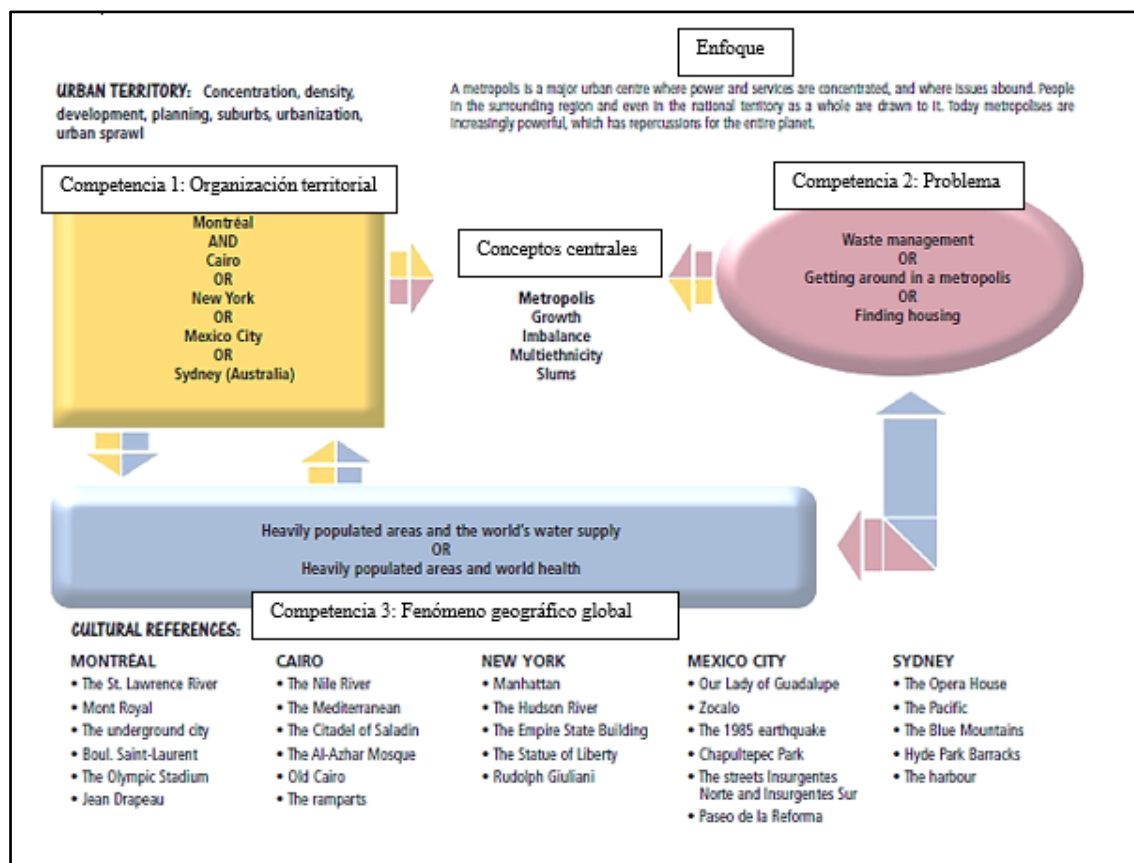 Enfoque
URBAN TERRITORY: Concentration, density,
development, planning, suburbs, urbanization,
urban sprawl
A metropolis is a major urban centre where power and services are concentrated, and where issues abound. People
in the surrounding region and even in the national territory as a whole are drawn to it. Today metropolises are
increasingly powerful, which has repercussions for the entire planet.
Competencia 1: Organización territorial
Montréal
AND
Cairo
OR
New York
OR
Mexico City
OR
Sydney (Australia)
Conceptos centrales
Metropolis
Growth
Imbalance
Multiethnicity
Slums
Competencia 2: Problema
Waste management
OR
Getting around in a metropolis
OR
Finding housing
Heavily populated areas and the world's water supply
OR
Heavily populated areas and world health
Competencia 3: Fenómeno geográfico global
CULTURAL REFERENCES:
MONTRÉAL
• The St. Lawrence River
• Mont Royal
• The underground city
• Boul. Saint-Laurent
• The Olympic Stadium
• Jean Drapeau
CAIRO
• The Nile River
• The Mediterranean
• The Citadel of Saladin
• The Al-Azhar Mosque
• Old Cairo
• The ramparts
NEW YORK
• Manhattan
• The Hudson River
• The Empire State Building
• The Statue of Liberty
• Rudolph Giuliani
MEXICO CITY
• Our Lady of Guadalupe
• Zocalo
• The 1985 earthquake
• Chapultepec Park
• The streets Insurgentes
Norte and Insurgentes Sur
• Paseo de la Reforma
SYDNEY
• The Opera House
• The Pacific
• The Blue Mountains
• Hyde Park Barracks
• The harbour